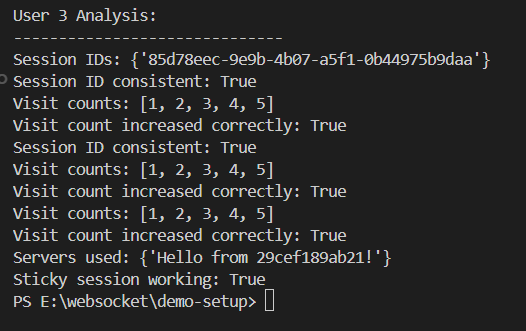 User 3 Analysis:
------------------------------
Session IDs: {'85d78eec-9e9b-4b07-a5f1-0b44975b9daa'}
Session ID consistent: True
Visit counts: [1, 2, 3, 4, 5]
Visit count increased correctly: True
Session ID consistent: True
Visit counts: [1, 2, 3, 4, 5]
Visit count increased correctly: True
Visit counts: [1, 2, 3, 4, 5]
Visit count increased correctly: True
Servers used: {'Hello from 29cef189ab21!'}
Sticky session working: True
PS E:\websocket\demo-setup>